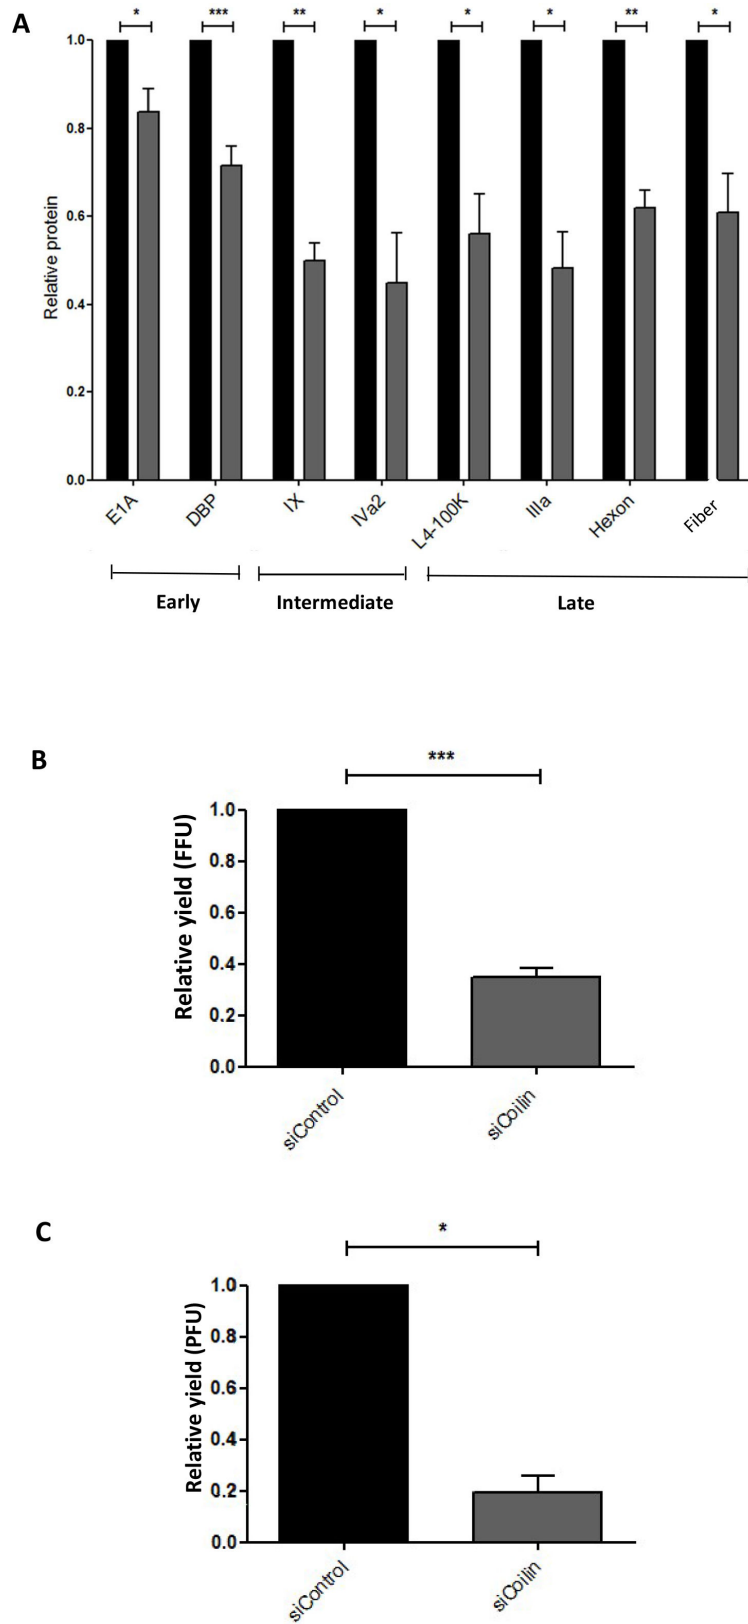 A
* *** ** * * * ** *
1.0
0.8
0.6
0.4
0.2
0.0
Relative protein
E1A DBP IX IVa2 L4-100K IIIa Hexon Fiber
Early Intermediate Late
B
***
1.0
0.8
0.6
0.4
0.2
0.0
Relative yield (FFU)
siControl siCoilin
C
*
1.0
0.8
0.6
0.4
0.2
0.0
Relative yield (PFU)
siControl siCoilin